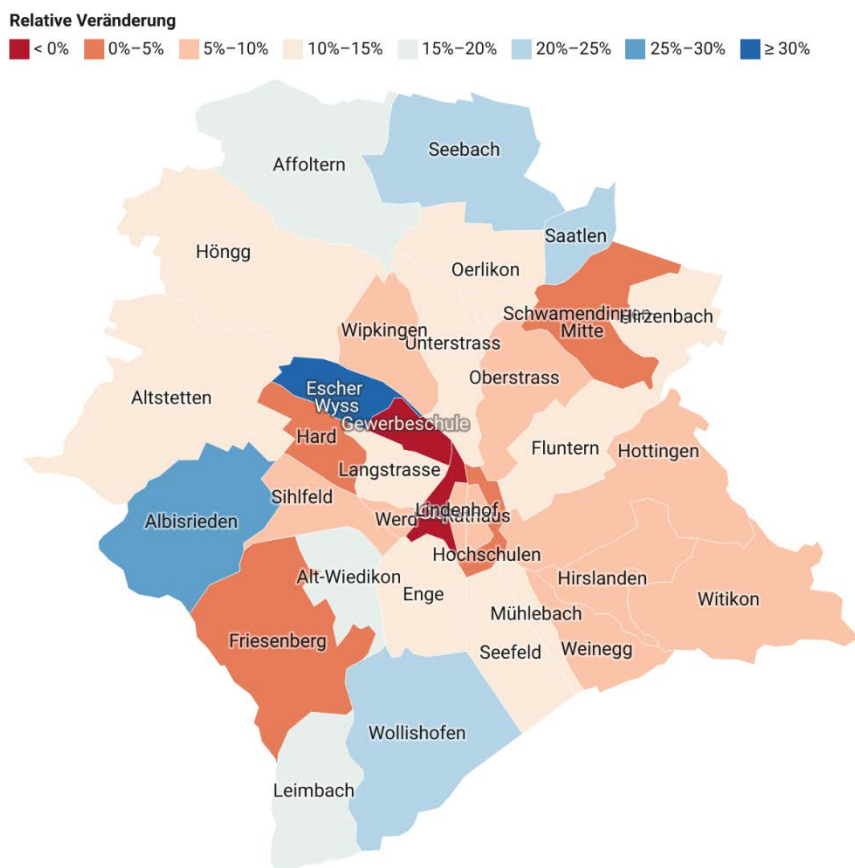 Relative Veränderung
< 0% 0%–5% 5%–10% 10%–15% 15%–20% 20%–25% 25%–30% ≥ 30%
Seebach
Affoltern
Saatlen
Höngg
Oerlikon
Schwamendingen
Mitte
Hirzenbach
Wipkingen
Unterstrass
Oberstrass
Escher
Wyss
Altstetten
Gewerbeschule
Hard
Fluntern
Hottingen
Langstrasse
Sihlfeld
Lindenhof
Rathaus
Werd
Albisrieden
Hochschulen
Alt-Wiedikon
Enge
Hirslanden
Witikon
Mühlebach
Friesenberg
Seefeld
Weinegg
Wollishofen
Leimbach